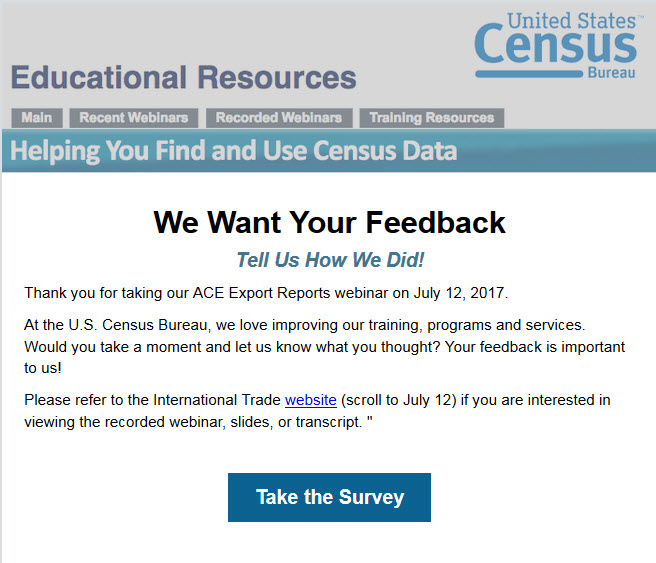 United States™
Census
Bureau
Educational Resources
Main Recent Webinars Recorded Webinars Training Resources
Helping You Find and Use Census Data
We Want Your Feedback
Tell Us How We Did!
Thank you for taking our ACE Export Reports webinar on July 12, 2017.
At the U.S. Census Bureau, we love improving our training, programs and services.
Would you take a moment and let us know what you thought? Your feedback is important
to us!
Please refer to the International Trade website (scroll to July 12) if you are interested in
viewing the recorded webinar, slides, or transcript. "
Take the Survey